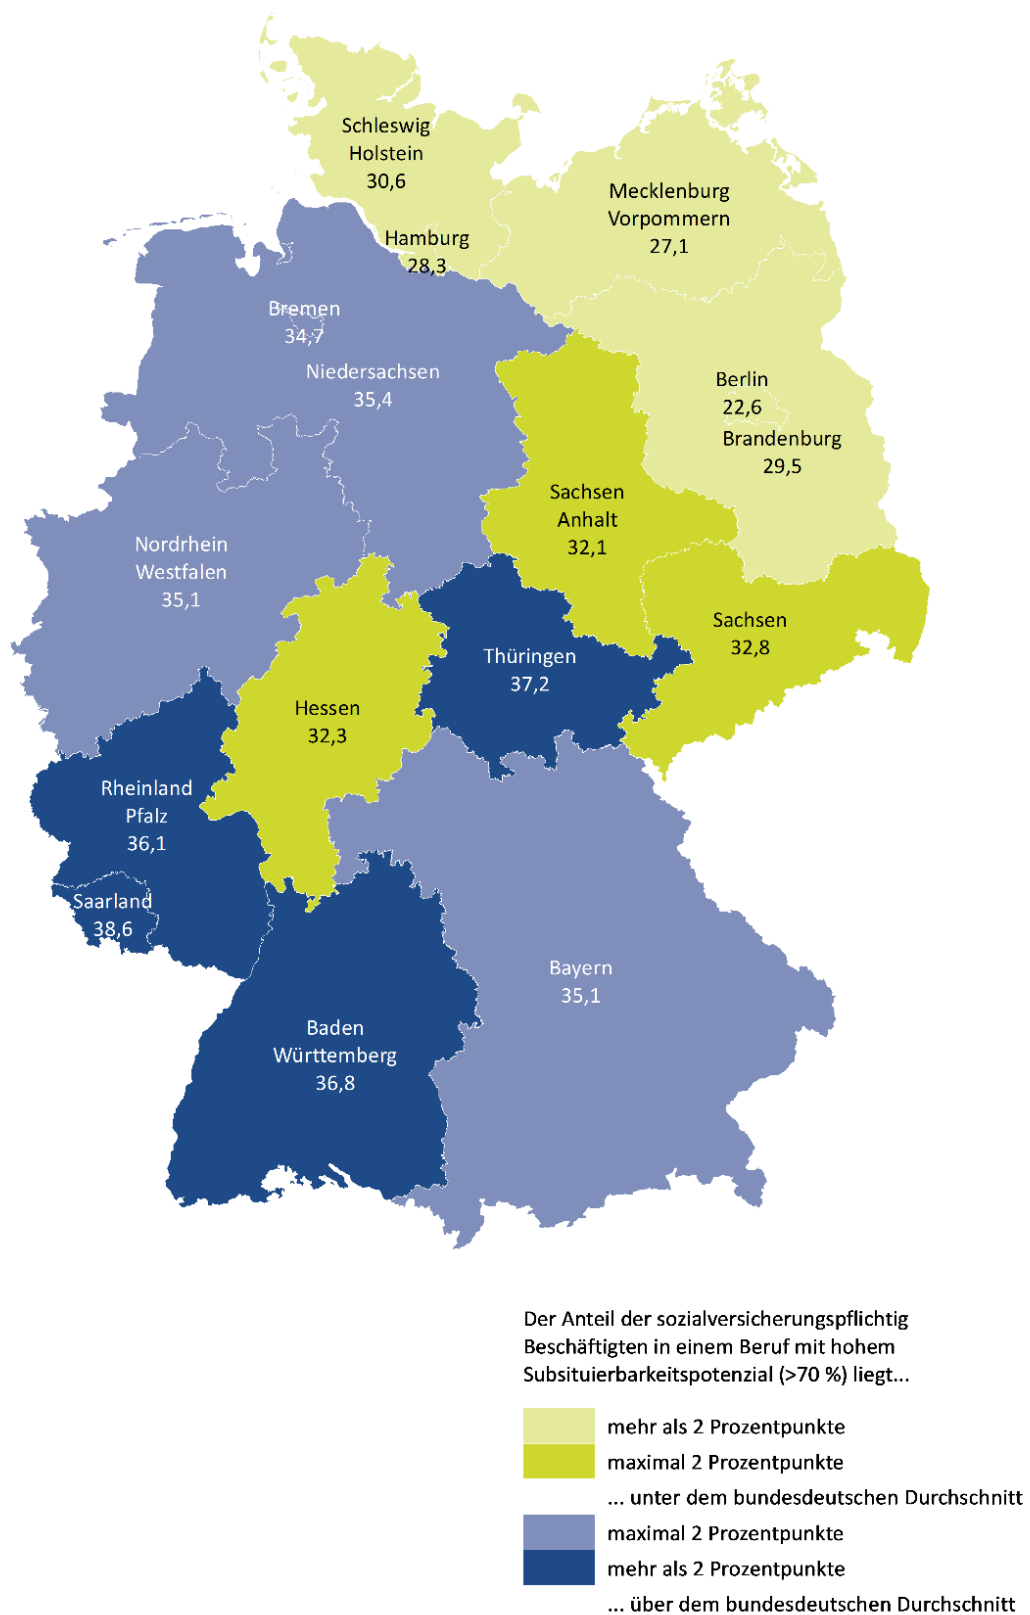 Schleswig
Holstein
30,6
Mecklenburg
Vorpommern
27,1
Hamburg
28,3
Bremen
34,7
Niedersachsen
35,4
Berlin
22,6
Brandenburg
29,5
Sachsen
Anhalt
32,1
Nordrhein
Westfalen
35,1
Sachsen
32,8
Thüringen
37,2
Hessen
32,3
Rheinland
Pfalz
36,1
Saarland
38,6
Bayern
35,1
Baden
Württemberg
36,8
Der Anteil der sozialversicherungspflichtig
Beschäftigten in einem Beruf mit hohem
Subsituierbarkeitspotenzial (>70 %) liegt...
mehr als 2 Prozentpunkte
maximal 2 Prozentpunkte
... unter dem bundesdeutschen Durchschnitt
maximal 2 Prozentpunkte
mehr als 2 Prozentpunkte
... über dem bundesdeutschen Durchschnitt